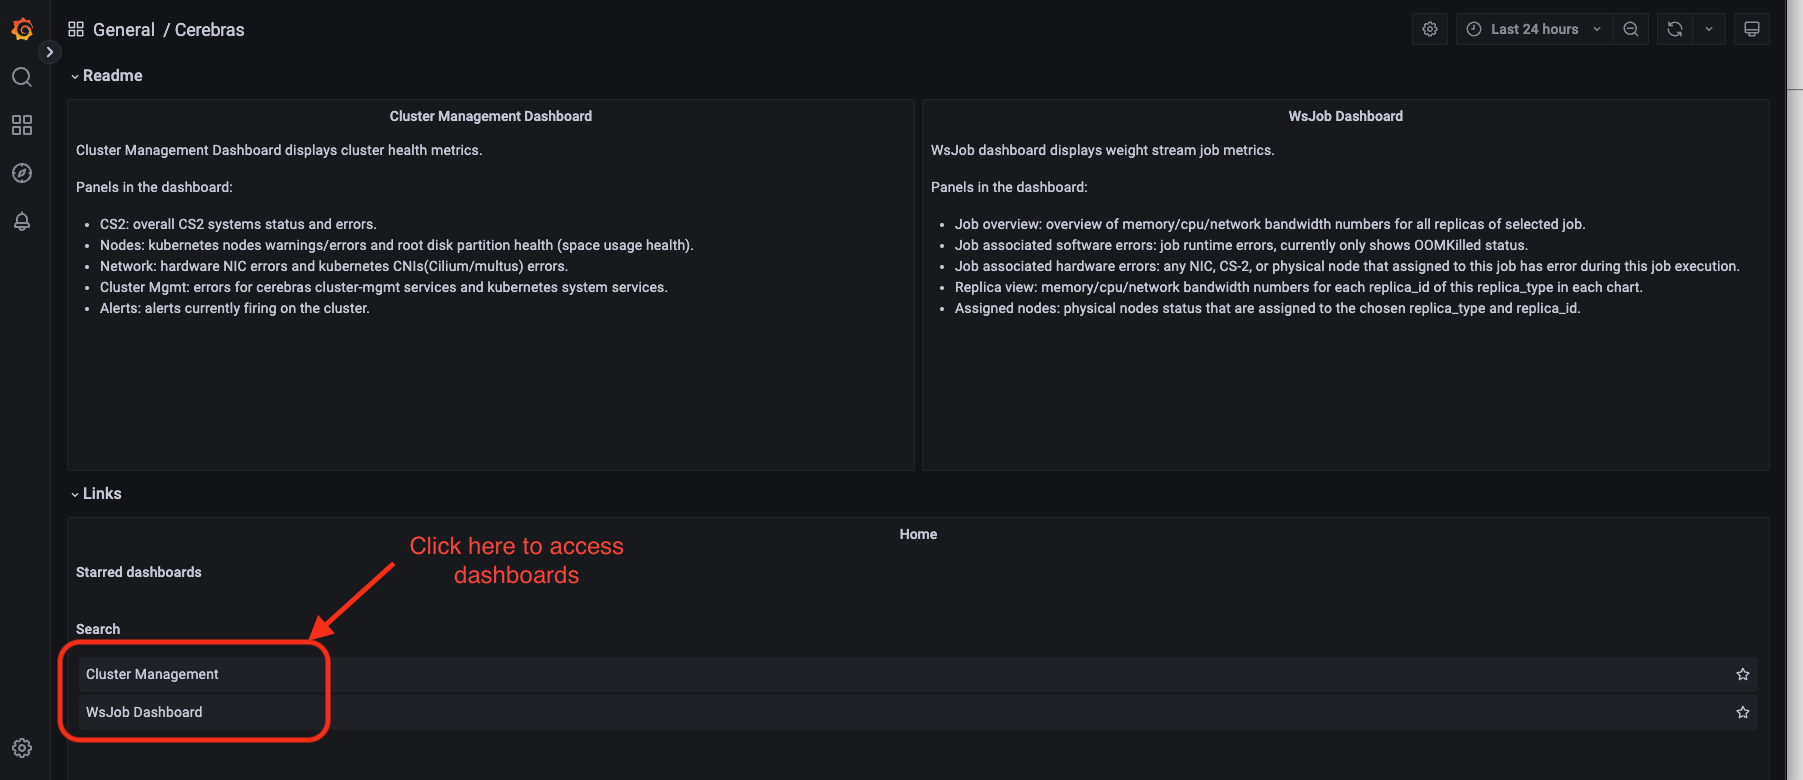 General / Cerebras
Last 24 hours
Readme
Cluster Management Dashboard
Cluster Management Dashboard displays cluster health metrics.
Panels in the dashboard:
• CS2: overall CS2 systems status and errors.
• Nodes: kubernetes nodes warnings/errors and root disk partition health (space usage health).
• Network: hardware NIC errors and kubernetes CNIs(Cilium/multus) errors.
• Cluster Mgmt: errors for cerebras cluster-mgmt services and kubernetes system services.
• Alerts: alerts currently firing on the cluster.
WsJob Dashboard
WsJob dashboard displays weight stream job metrics.
Panels in the dashboard:
• Job overview: overview of memory/cpu/network bandwidth numbers for all replicas of selected job.
• Job associated software errors: job runtime errors, currently only shows OOMKilled status.
• Job associated hardware errors: any NIC, CS-2, or physical node that assigned to this job has error during this job execution.
• Replica view: memory/cpu/network bandwidth numbers for each replica_id of this replica_type in each chart.
• Assigned nodes: physical nodes status that are assigned to the chosen replica_type and replica_id.
Links
Home
Click here to access
dashboards
Starred dashboards
Search
Cluster Management
WsJob Dashboard